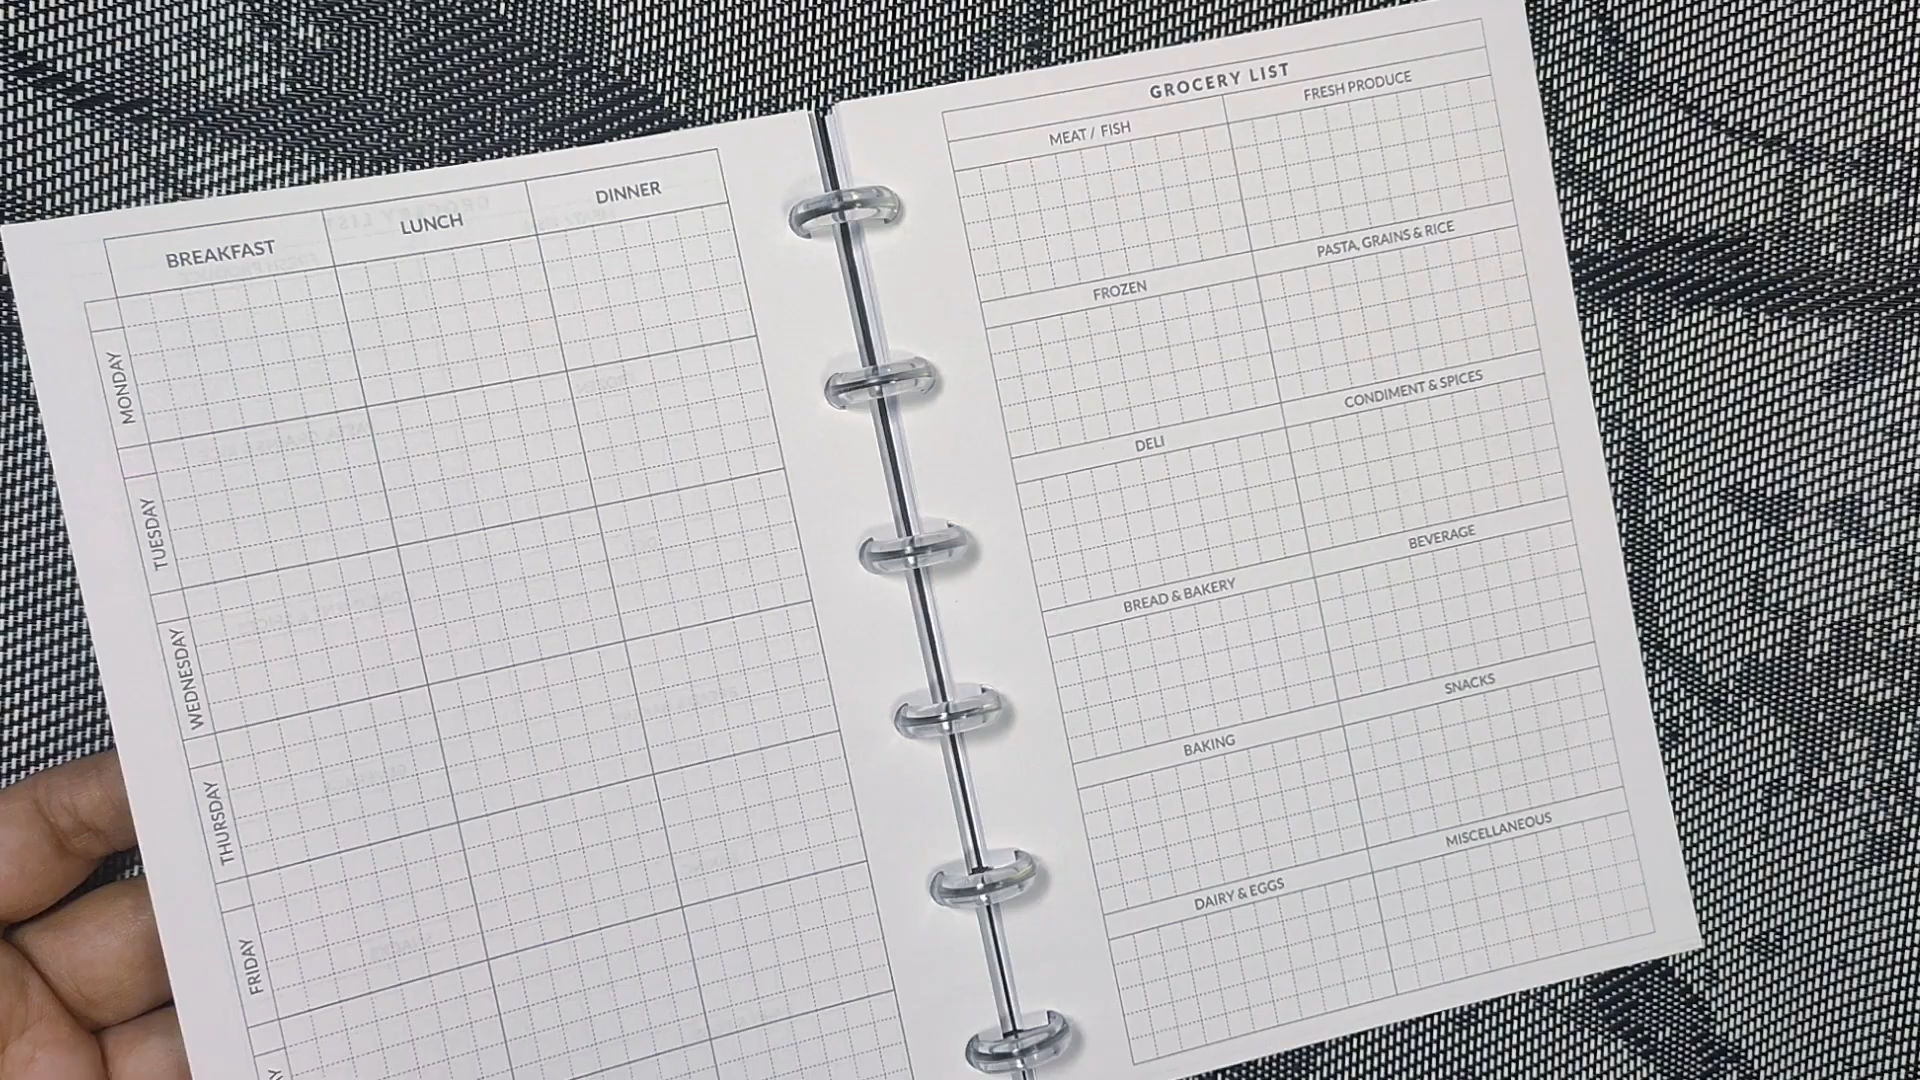 BREAKFAST LUNCH DINNER
MONDAY
TUESDAY
WEDNESDAY
THURSDAY
FRIDAY
GROCERY LIST
MEAT / FISH FRESH PRODUCE
FROZEN PASTA, GRAINS & RICE
DELI CONDIMENT & SPICES
BREAD & BAKERY BEVERAGE
BAKING SNACKS
DAIRY & EGGS MISCELLANEOUS